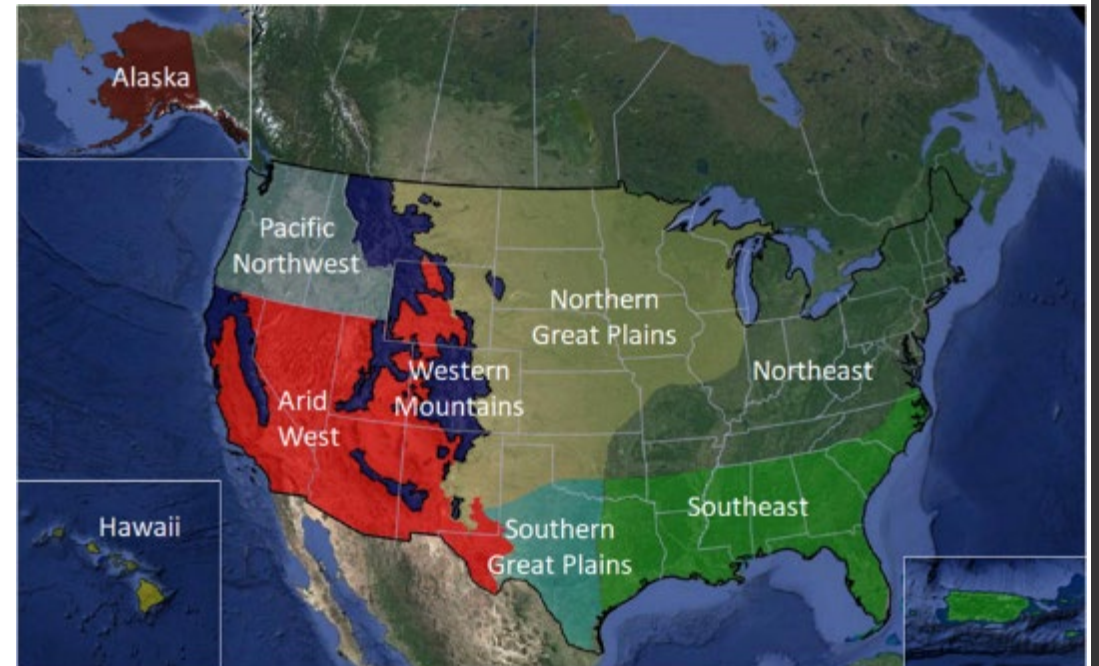 Alaska
Pacific
Northwest
Northern
Great Plains
Western
Mountains
Northeast
Arid
West
Southeast
Hawaii
Southern
Great Plains